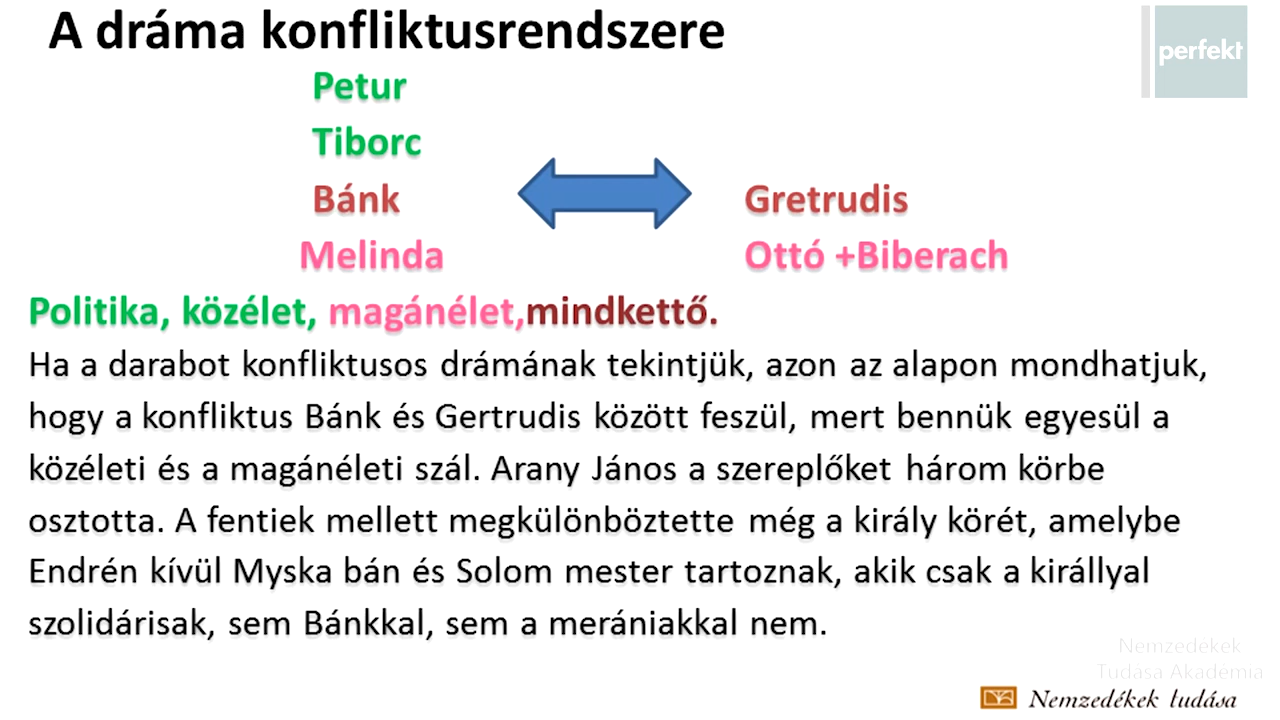 A dráma konfliktusrendszere
perfekt
Petur
Tiborc
Bánk
Gretrudis
Melinda
Ottó +Biberach
Politika, közélet, magánélet,mindkettő.
Ha a darabot konfliktusos drámának tekintjük, azon az alapon mondhatjuk,
hogy a konfliktus Bánk és Gertrudis között feszül, mert bennük egyesül a
közéleti és a magánéleti szál. Arany János a szereplőket három körbe
osztotta. A fentiek mellett megkülönböztette még a király körét, amelybe
Endrén kívül Myska bán és Solom mester tartoznak, akik csak a királlyal
szolidárisak, sem Bánkkal, sem a merániakkal nem.
Nemzedékek
Tudása Akadémia
Nemzedékek tudása